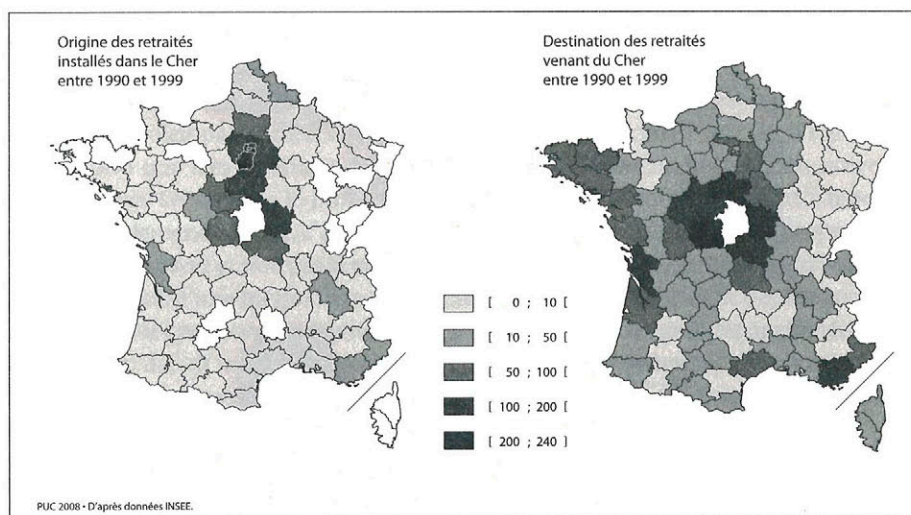 Origine des retraités
installés dans le Cher
entre 1990 et 1999
Destination des retraités
venant du Cher
entre 1990 et 1999
[ 0 ; 10 [
[ 10 ; 50 [
[ 50 ; 100 [
[ 100 ; 200 [
[ 200 ; 240 ]
PUC 2008 • D'après données INSEE.